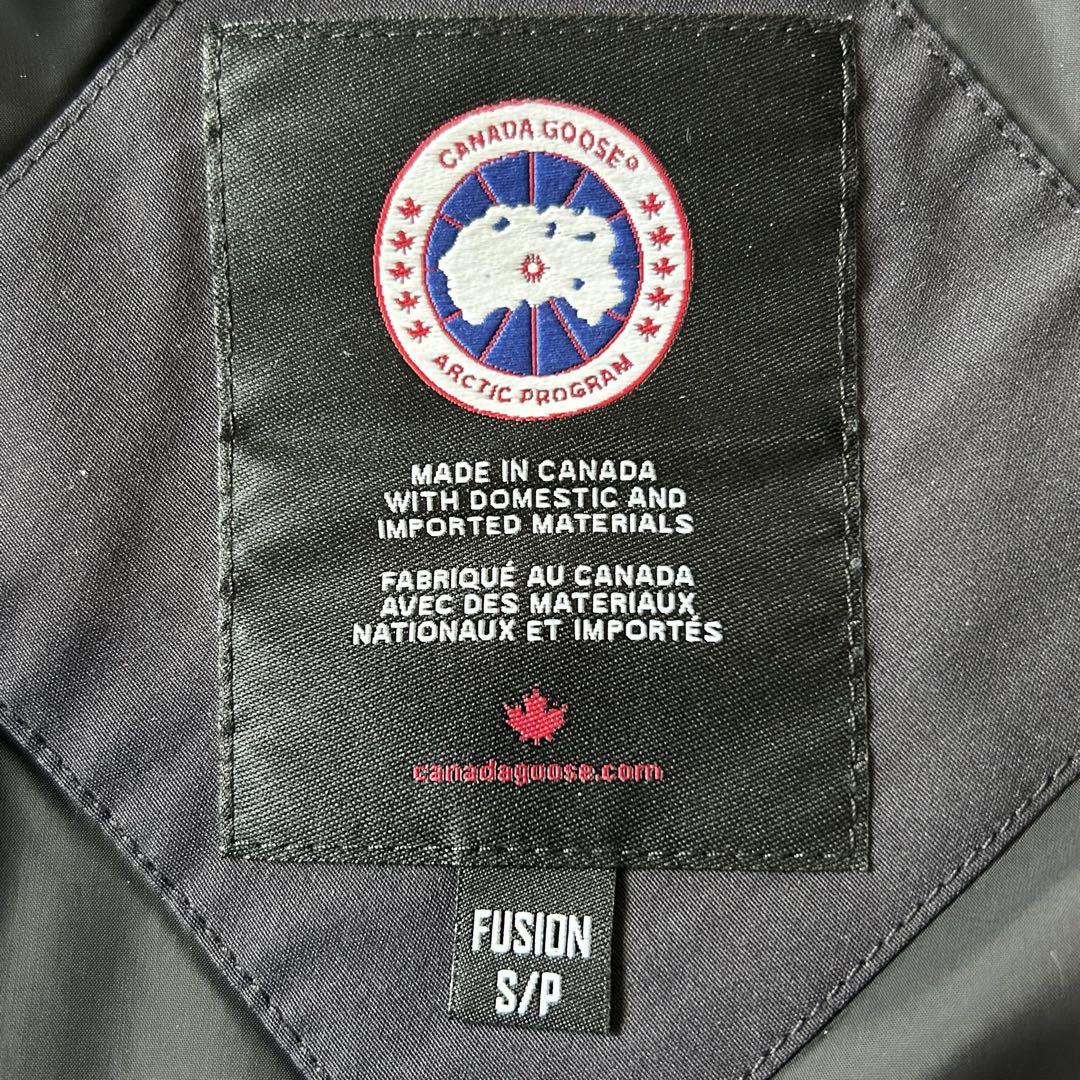 CANADA GOOSE®
ARCTIC PROGRAM
MADE IN CANADA
WITH DOMESTIC AND
IMPORTED MATERIALS
FABRIQUÉ AU CANADA
AVEC DES MATERIAUX
NATIONAUX ET IMPORTÉS
canadagoose.com
FUSION
S/P